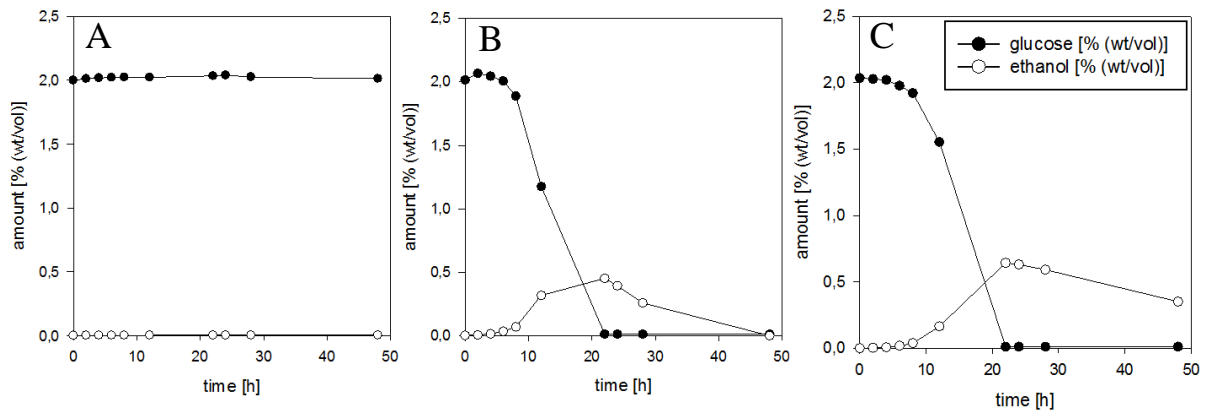 A
2,5
2,0
1,5
1,0
0,5
0,0
amount [% (wt/vol)]
0 10 20 30 40 50
time [h]
B
2,5
2,0
1,5
1,0
0,5
0,0
amount [% (wt/vol)]
0 10 20 30 40 50
time [h]
C
glucose [% (wt/vol)]
ethanol [% (wt/vol)]
2,5
2,0
1,5
1,0
0,5
0,0
amount [% (wt/vol)]
0 10 20 30 40 50
time [h]